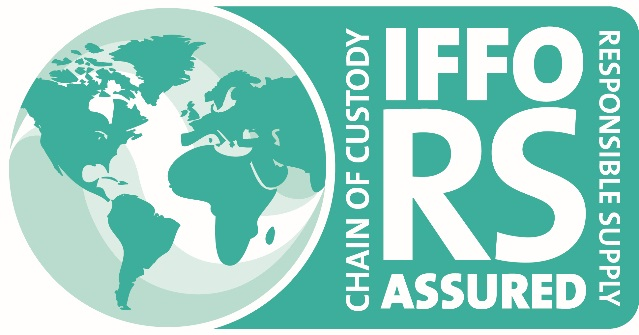 CHAIN OF CUSTODY
IFFO
RS
ASSURED
RESPONSIBLE SUPPLY